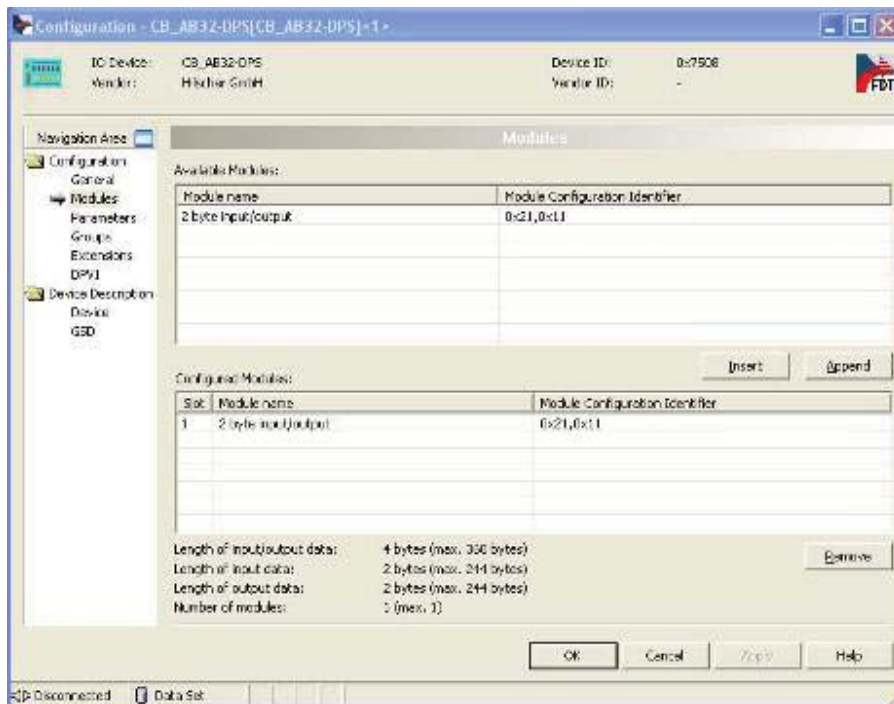 Configuration - CB_AB32-DPS[CB_AB32-DPS]<1>
IO Device: CB_AB32-DPS Device ID: 0x7508
Vendor: Hilscher GmbH Vendor ID: -
FDT
Navigation Area
Modules
Configuration
General
Modules
Parameters
Groups
Extensions
DPV1
Device Description
Device
GSD
Available Modules:
Module name Module Configuration Identifier
2 byte input/output 0x21,0x11
Insert Append
Configured Modules:
Slot Module name Module Configuration Identifier
1 2 byte input/output 0x21,0x11
Length of input/output data: 4 bytes (max. 368 bytes)
Length of input data: 2 bytes (max. 244 bytes)
Length of output data: 2 bytes (max. 244 bytes)
Number of modules: 1 (max. 1)
Remove
OK Cancel Apply Help
Disconnected Data Set